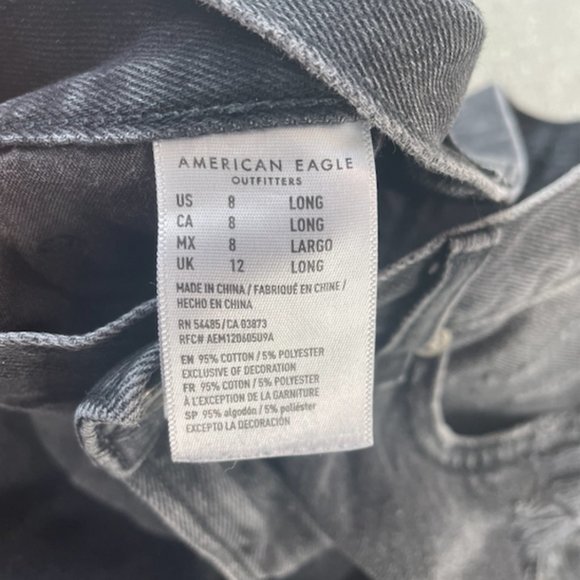 AMERICAN EAGLE
OUTFITTERS
US 8 LONG
CA 8 LONG
MX 8 LARGO
UK 12 LONG
MADE IN CHINA / FABRIQUÉ EN CHINE /
HECHO EN CHINA
RN 54485/CA 03873
RFC# AEM120605U9A
EN 95% COTTON / 5% POLYESTER
EXCLUSIVE OF DECORATION
FR 95% COTON / 5% POLYESTER
À L'EXCEPTION DE LA GARNITURE
SP 95% algodón / 5% poliéster
EXCEPTO LA DECORACIÓN